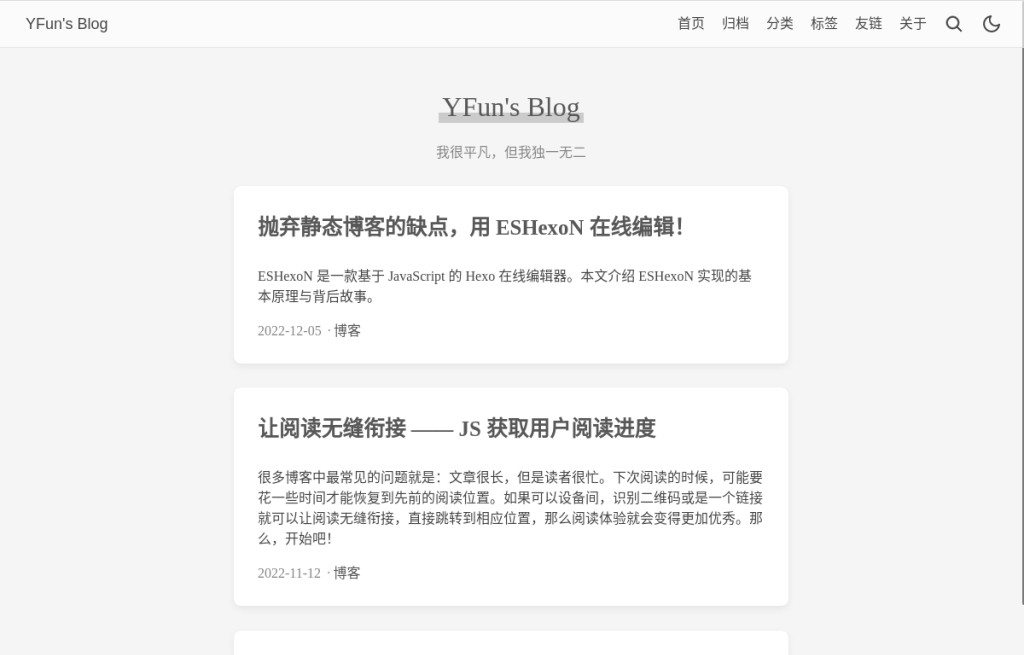 YFun's Blog
首页 归档 分类 标签 友链 关于
YFun's Blog
我很平凡，但我独一无二
抛弃静态博客的缺点，用 ESHexoN 在线编辑！
ESHexoN 是一款基于 JavaScript 的 Hexo 在线编辑器。本文介绍 ESHexoN 实现的基
本原理与背后故事。
2022-12-05 · 博客
让阅读无缝衔接 —— JS 获取用户阅读进度
很多博客中最常见的问题就是：文章很长，但是读者很忙。下次阅读的时候，可能要
花一些时间才能恢复到先前的阅读位置。如果可以设备间，识别二维码或是一个链接
就可以让阅读无缝衔接，直接跳转到相应位置，那么阅读体验就会变得更加优秀。那
么，开始吧！
2022-11-12 · 博客